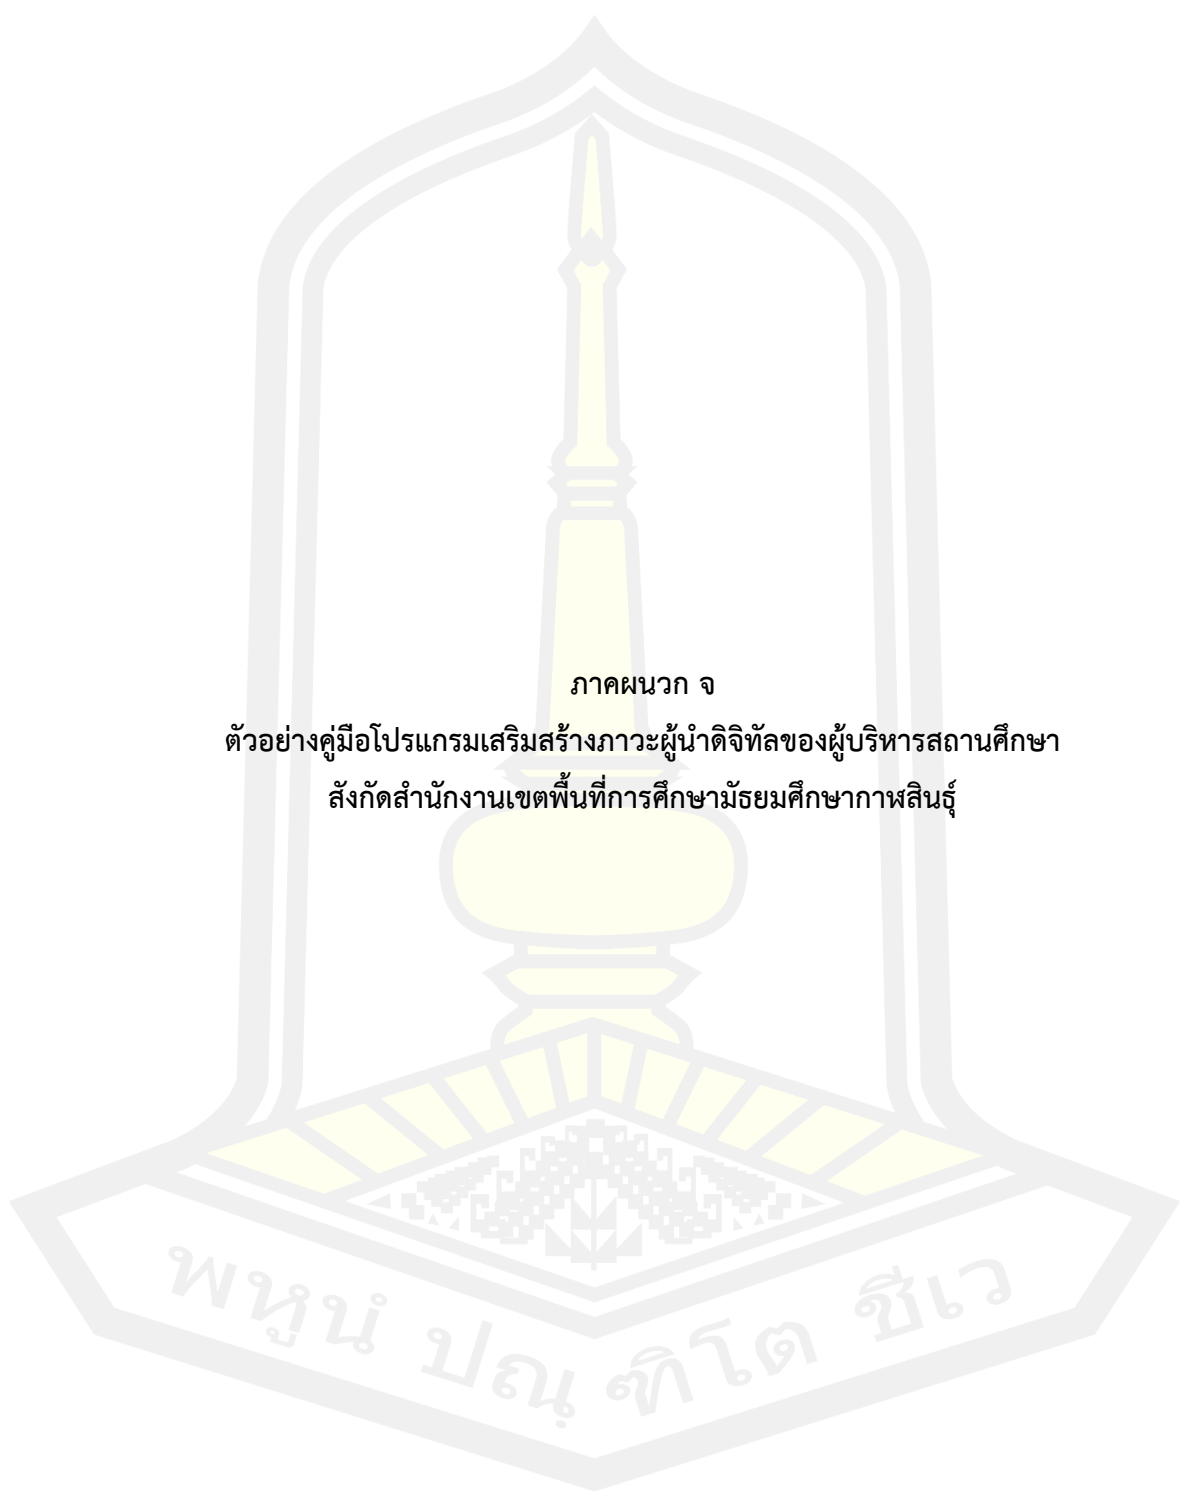 ภาคผนวก จ
ตัวอย่างคู่มือโปรแกรมเสริมสร้างภาวะผู้นำดิจิทัลของผู้บริหารสถานศึกษา
สังกัดสำนักงานเขตพื้นที่การศึกษามัธยมศึกษากาฬสินธุ์
พหูนํ ปณฺฑิโต ชีเว